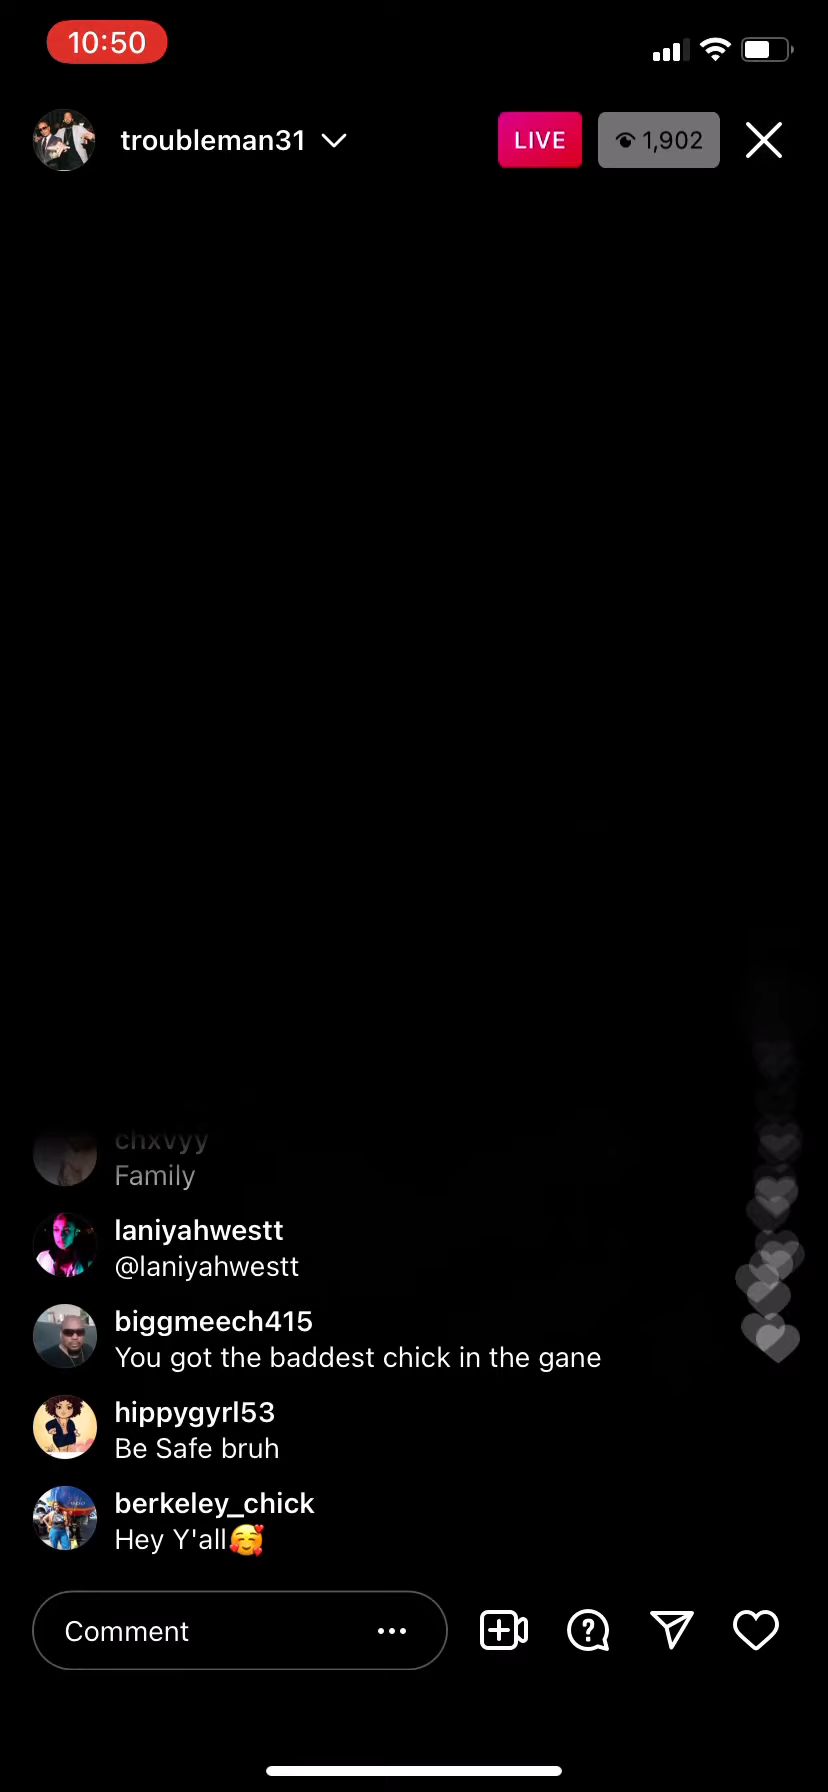 10:50
troubleman31
LIVE
1,902
chxvyy
Family
laniyahwestt
@laniyahwestt
biggmeech415
You got the baddest chick in the gane
hippygyrl53
Be Safe bruh
berkeley_chick
Hey Y'all🥰
Comment